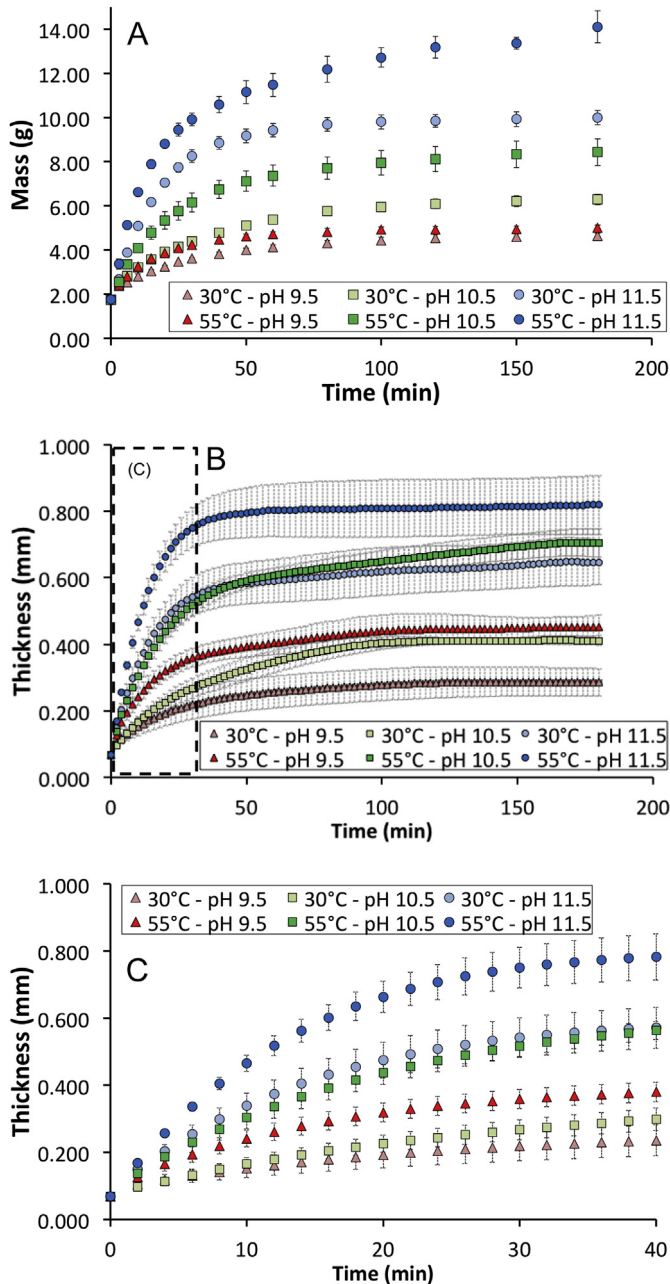 A
14.00
12.00
10.00
8.00
6.00
4.00
2.00
0.00
Mass (g)
30°C - pH 9.5 30°C - pH 10.5 30°C - pH 11.5
55°C - pH 9.5 55°C - pH 10.5 55°C - pH 11.5
0 50 100 150 200
Time (min)
B
(C)
1.000
0.800
0.600
0.400
0.200
0.000
Thickness (mm)
30°C - pH 9.5 30°C - pH 10.5 30°C - pH 11.5
55°C - pH 9.5 55°C - pH 10.5 55°C - pH 11.5
0 50 100 150 200
Time (min)
30°C - pH 9.5 30°C - pH 10.5 30°C - pH 11.5
55°C - pH 9.5 55°C - pH 10.5 55°C - pH 11.5
C
1.000
0.800
0.600
0.400
0.200
0.000
Thickness (mm)
0 10 20 30 40
Time (min)